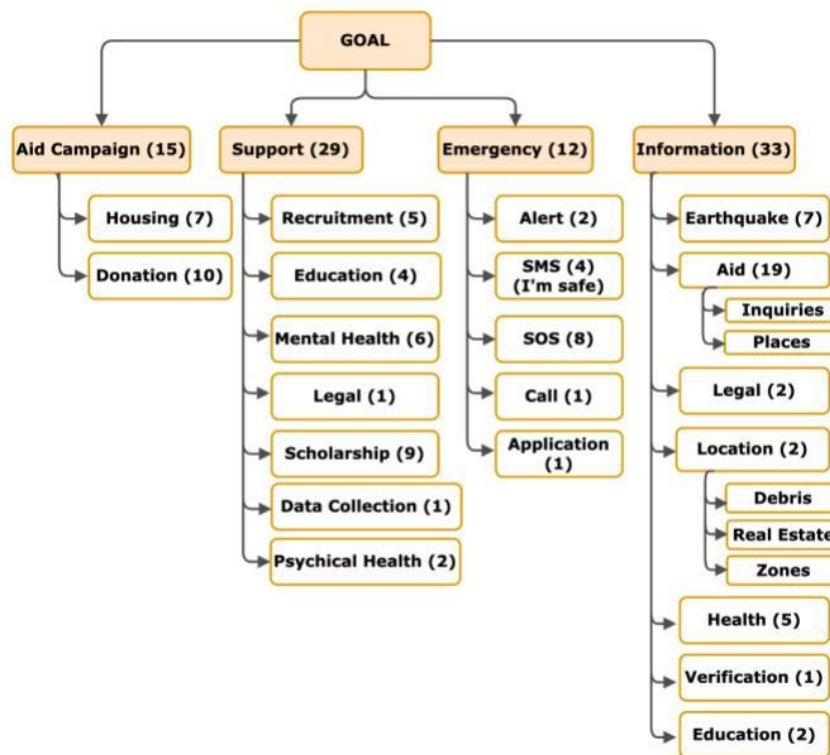 GOAL
Aid Campaign (15)
Housing (7)
Donation (10)
Support (29)
Recruitment (5)
Education (4)
Mental Health (6)
Legal (1)
Scholarship (9)
Data Collection (1)
Psychical Health (2)
Emergency (12)
Alert (2)
SMS (4)
(I'm safe)
SOS (8)
Call (1)
Application
(1)
Information (33)
Earthquake (7)
Aid (19)
Inquiries
Places
Legal (2)
Location (2)
Debris
Real Estate
Zones
Health (5)
Verification (1)
Education (2)